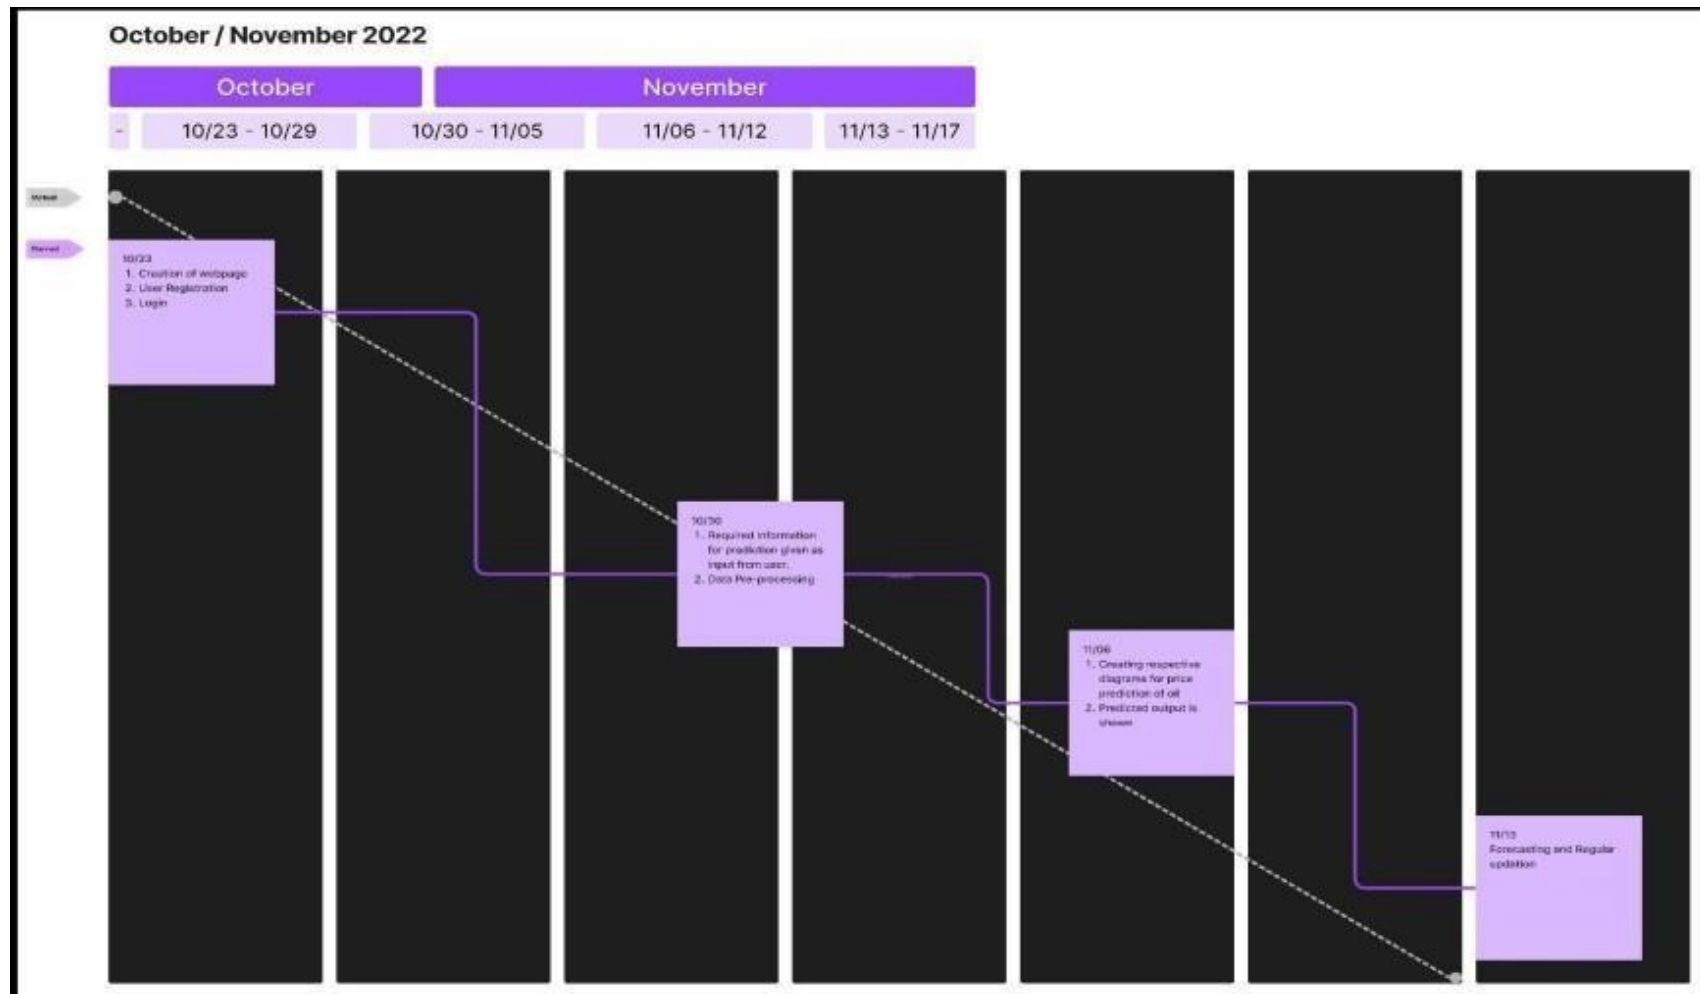 October / November 2022
October
November
-
10/23 - 10/29
10/30 - 11/05
11/06 - 11/12
11/13 - 11/17
Planned
10/23
1. Creation of webpage
2. User Registration
3. Login
10/30
1. Required information
for prediction given as
input from user.
2. Data Pre-processing
11/06
1. Creating respective
diagrams for price
prediction of oil
2. Predicted output is
shown
11/13
Forecasting and Regular
updation